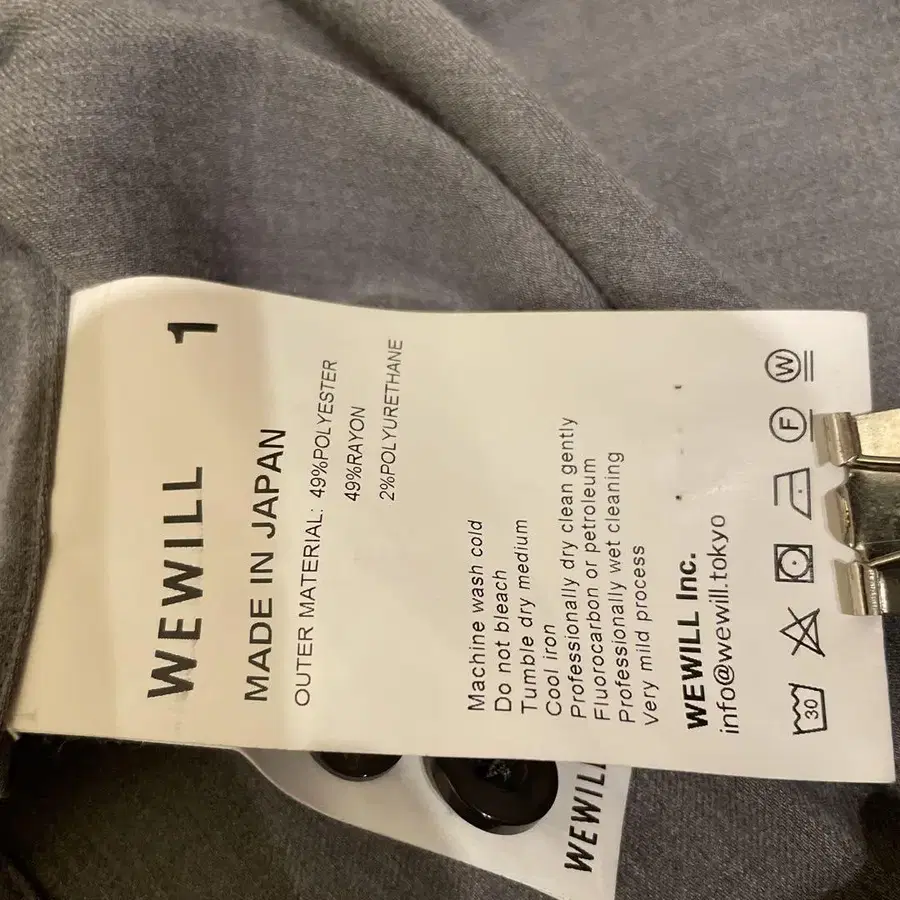 WEWILL 1
MADE IN JAPAN
OUTER MATERIAL: 49%POLYESTER
49%RAYON
2%POLYURETHANE
Machine wash cold
Do not bleach
Tumble dry medium
Cool iron
Professionally dry clean gently
Fluorocarbon or petroleum
Professionally wet cleaning
Very mild process
WEWILL Inc.
info@wewill.tokyo
30
F
W
WEWILL